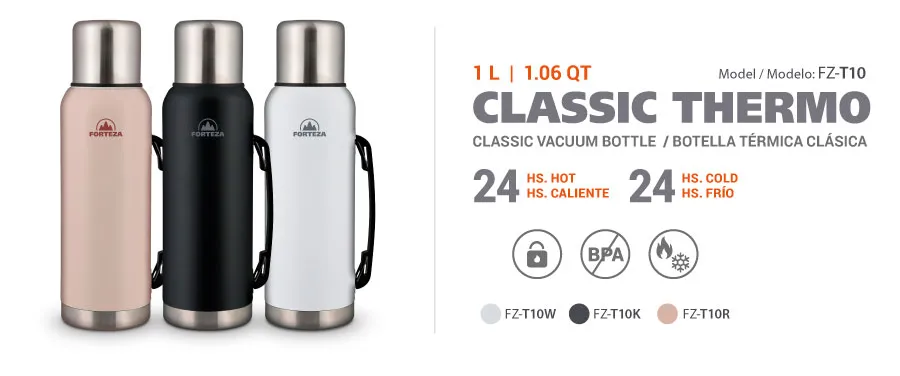 FORTEZA
FORTEZA
FORTEZA
1 L | 1.06 QT
Model / Modelo: FZ-T10
CLASSIC THERMO
CLASSIC VACUUM BOTTLE / BOTELLA TÉRMICA CLÁSICA
24 HS. HOT
HS. CALIENTE
24 HS. COLD
HS. FRÍO
BPA
FZ-T10W
FZ-T10K
FZ-T10R